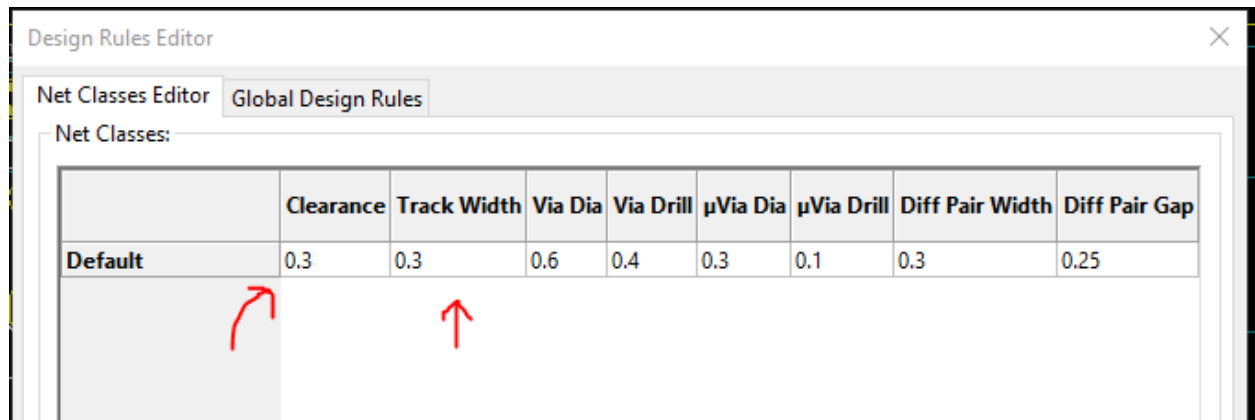 Design Rules Editor
Net Classes Editor Global Design Rules
Net Classes:
Clearance Track Width Via Dia Via Drill µVia Dia µVia Drill Diff Pair Width Diff Pair Gap
Default 0.3 0.3 0.6 0.4 0.3 0.1 0.3 0.25